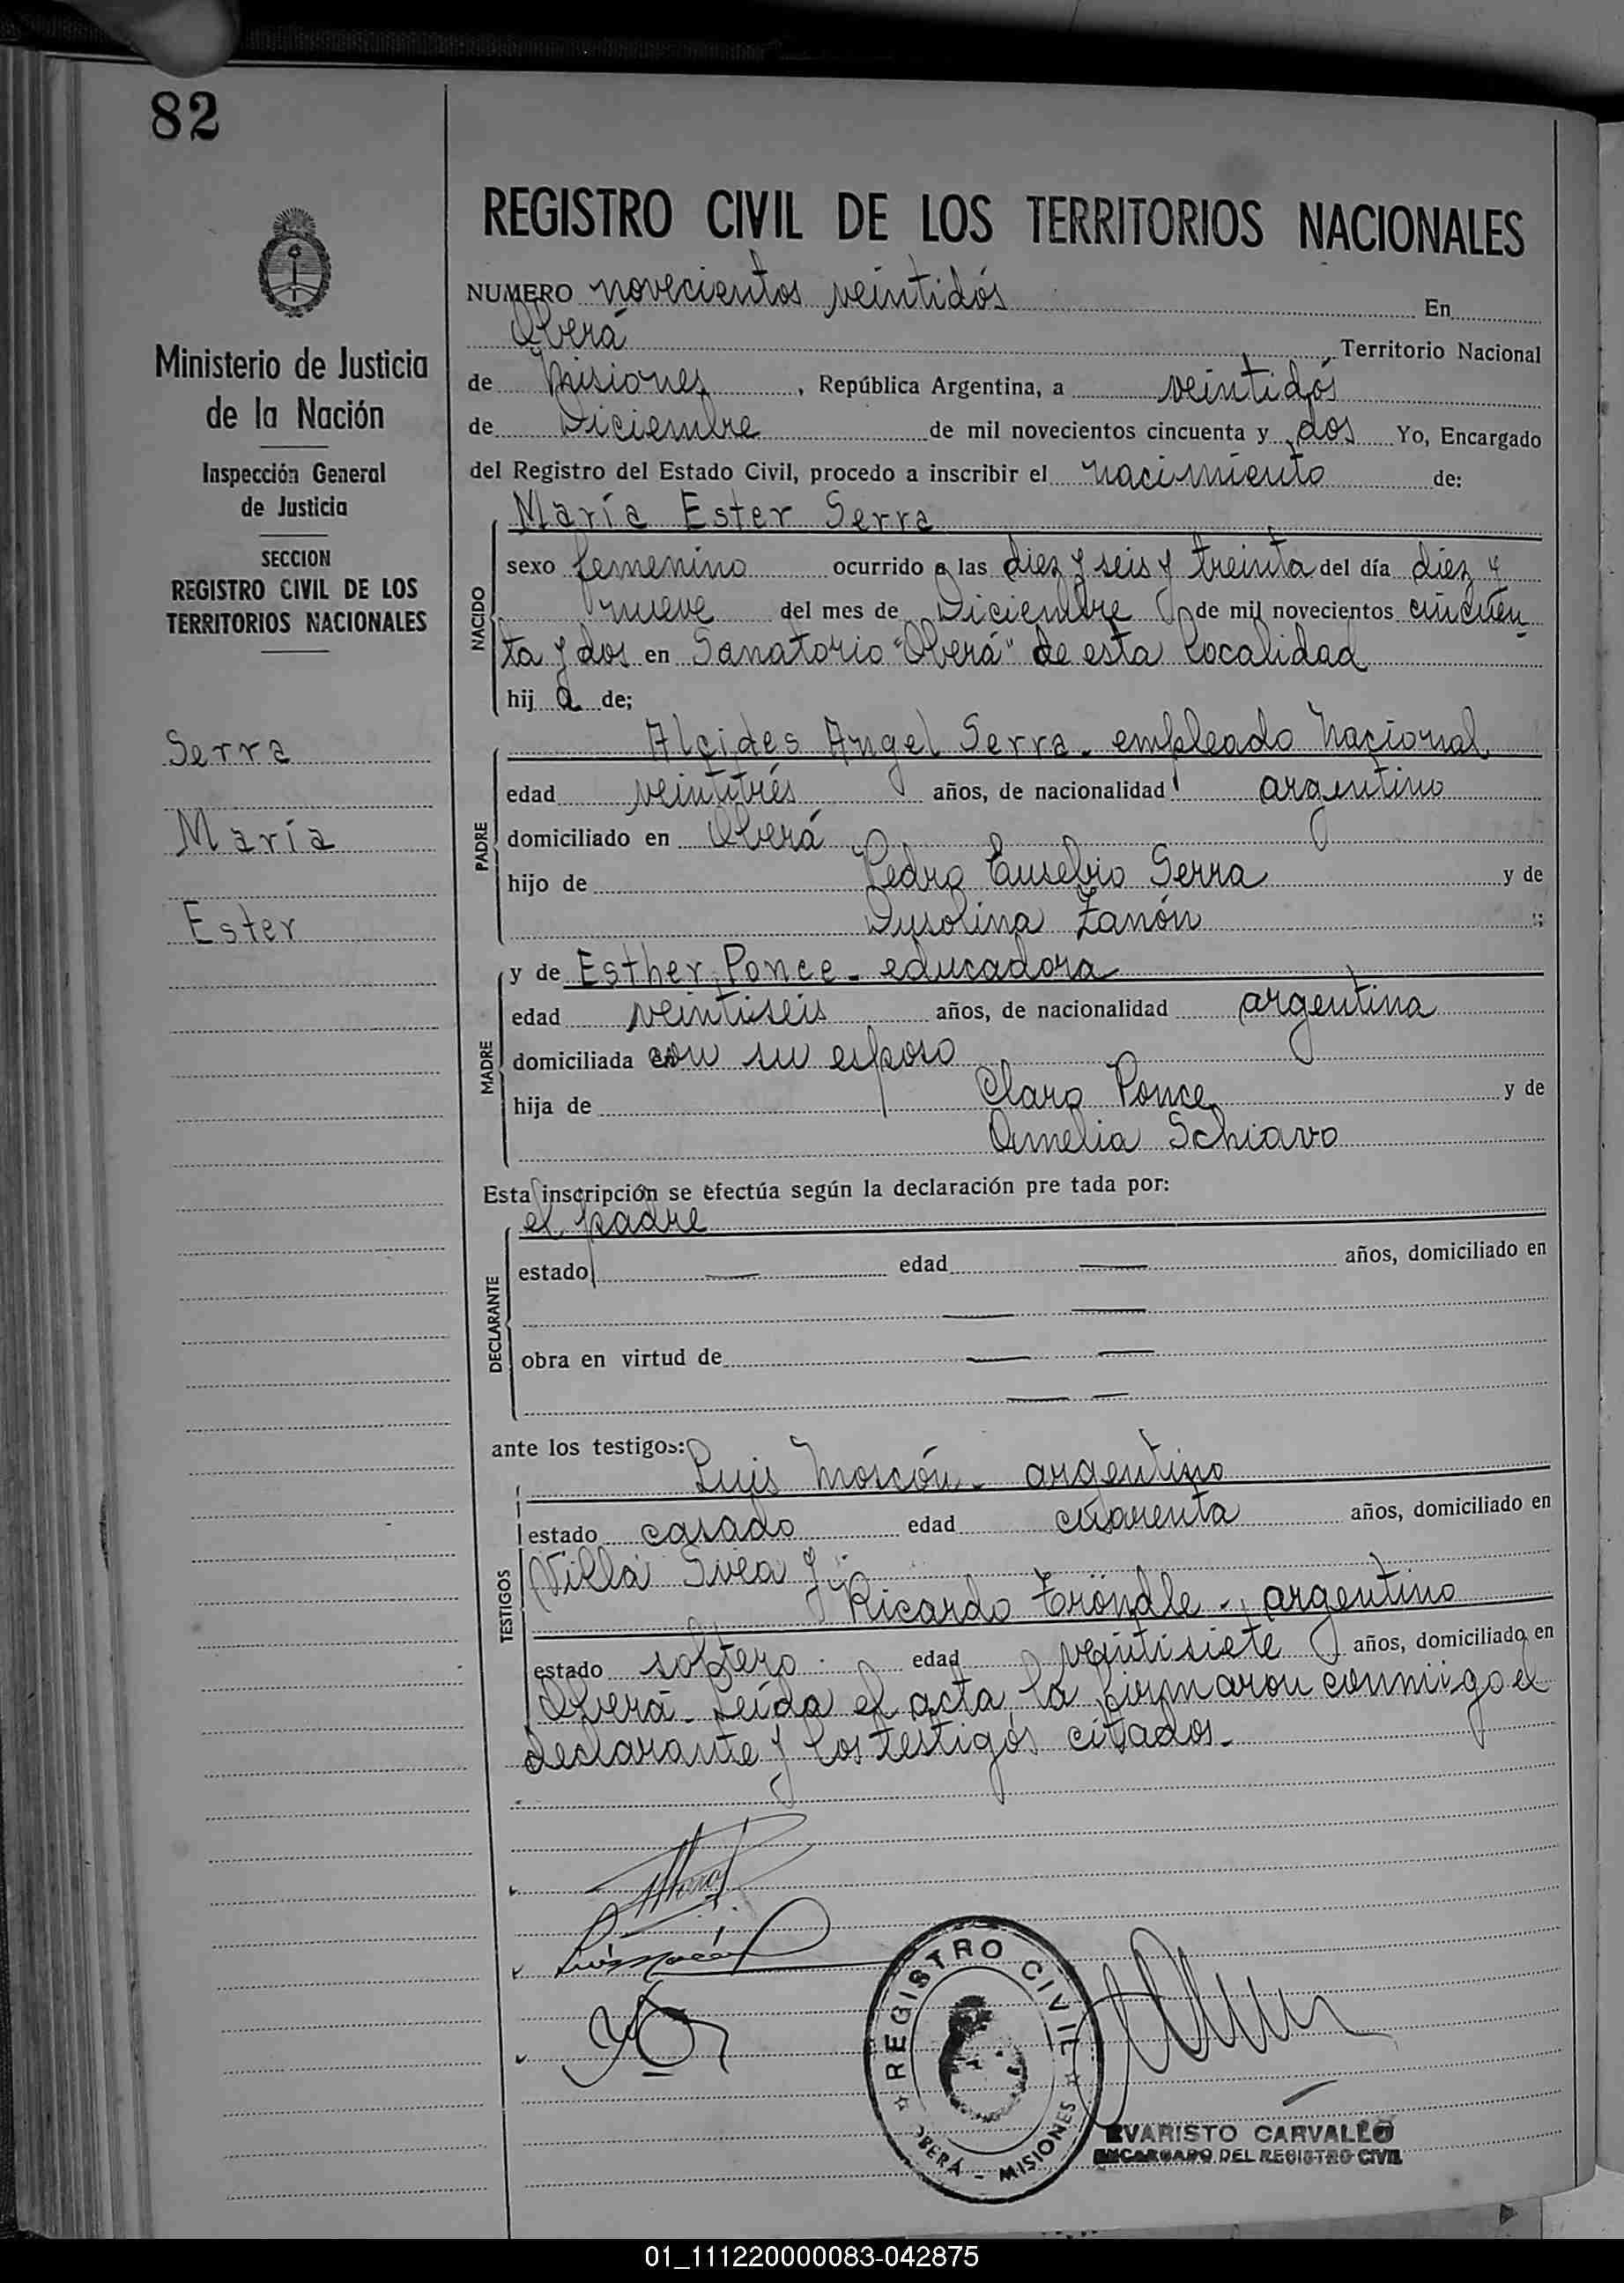 82
REGISTRO CIVIL DE LOS TERRITORIOS NACIONALES
Ministerio de Justicia
de la Nación
Inspección General
de Justicia
SECCION
REGISTRO CIVIL DE LOS
TERRITORIOS NACIONALES
Serra
María
Ester
NUMERO novecientos veintidós En
Oberá Territorio Nacional
de Misiones, República Argentina, a veintidós
de Diciembre de mil novecientos cincuenta y dos Yo, Encargado
del Registro del Estado Civil, procedo a inscribir el nacimiento de:
María Ester Serra
NACIDO
sexo femenino ocurrido a las diez y seis y treinta del día diez y
nueve del mes de Diciembre de mil novecientos cincuen
ta y dos en Sanatorio "Oberá" de esta localidad
hij a de;
Alcides Angel Serra - empleado Nacional
PADRE
edad veintitrés años, de nacionalidad argentino
domiciliado en Oberá
hijo de Pedro Eusebio Serra y de
Dusolina Zanón ;
y de Esther Ponce - educadora
MADRE
edad veintiseis años, de nacionalidad argentina
domiciliada con su esposo
hija de Claro Ponce y de
Amelia Schiavo
Esta inscripción se efectúa según la declaración pre tada por:
el padre
DECLARANTE
estado — edad — años, domiciliado en
— —
obra en virtud de — —
— —
ante los testigos:
Luis Moscón - argentino
TESTIGOS
estado casado edad cuarenta años, domiciliado en
Villa Svea y
Ricardo Tröndle - argentino
estado soltero edad veintisiete años, domiciliado en
Oberá - Leída el acta la firmaron conmigo el
declarante y los testigos citados.-
REGISTRO CIVIL
OBERÁ - MISIONES
EVARISTO CARVALLO
ENCARGADO DEL REGISTRO CIVIL
01_111220000083-042875